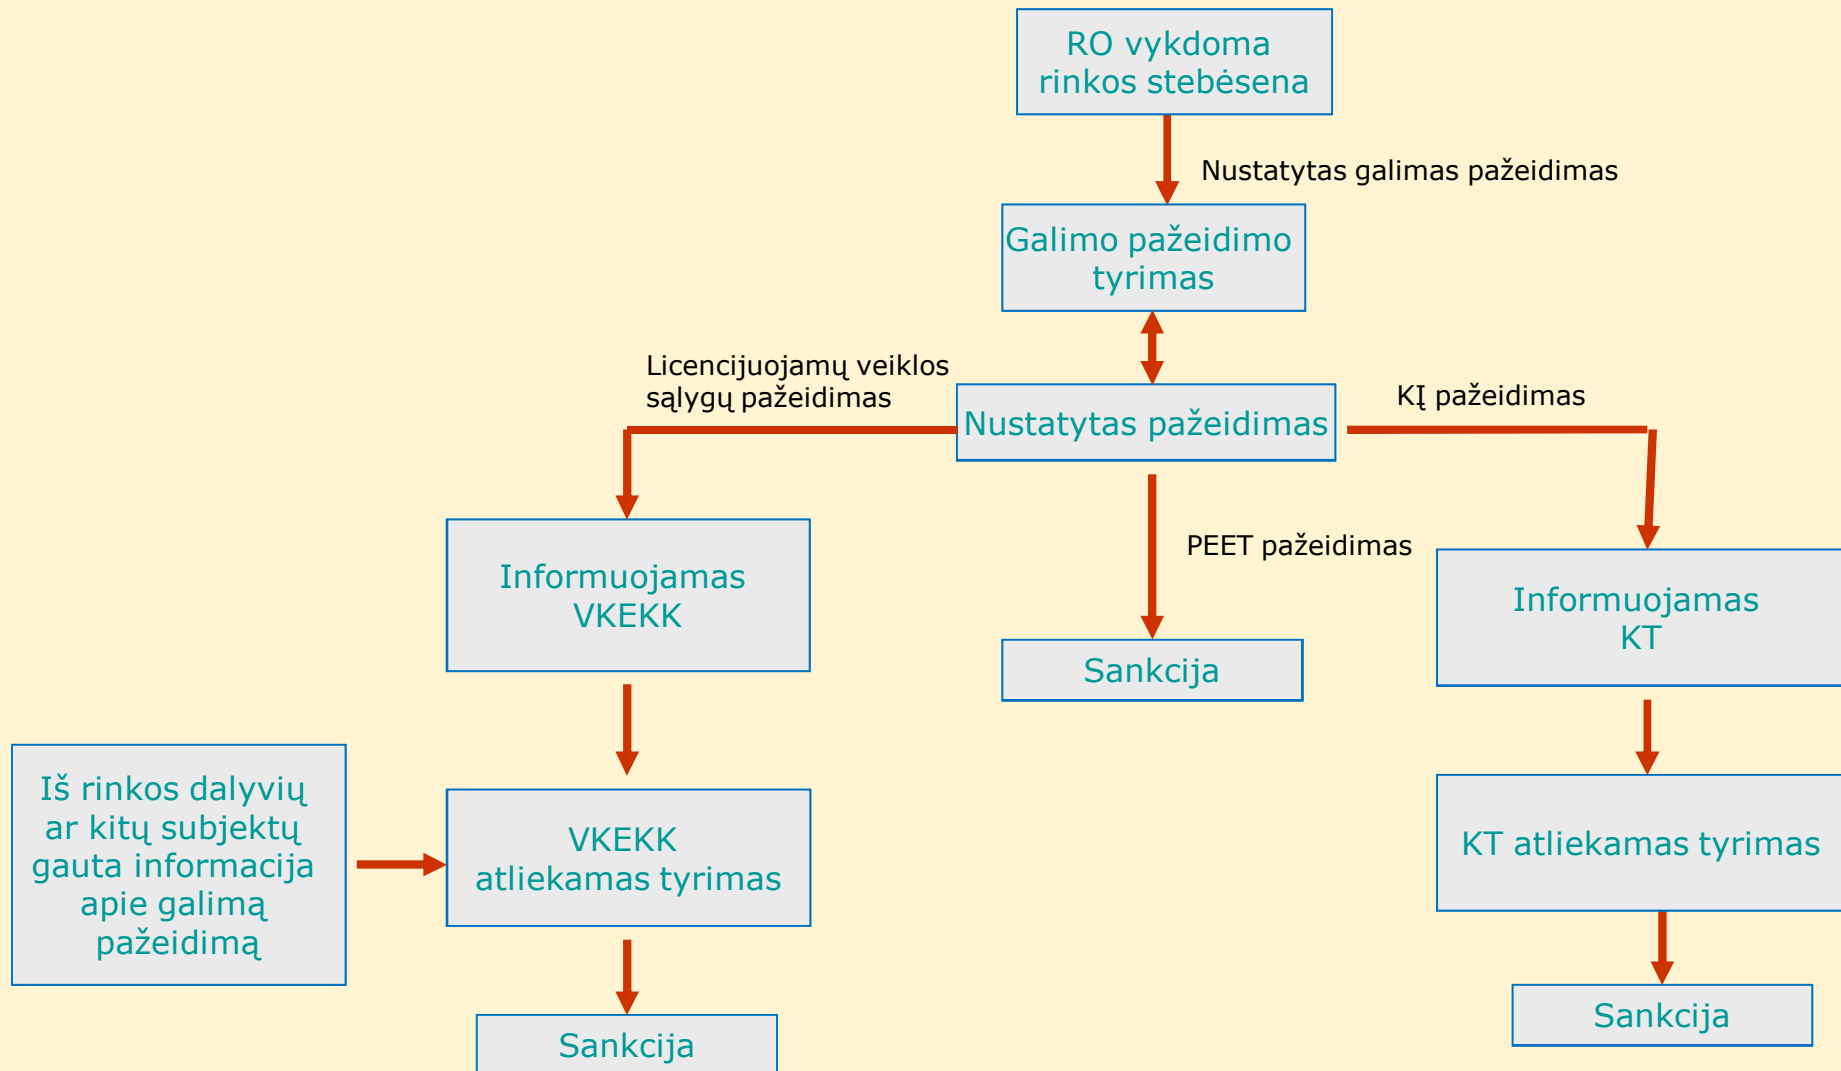 RO vykdoma
rinkos stebėsena
Nustatytas galimas pažeidimas
Galimo pažeidimo
tyrimas
Licencijuojamų veiklos
sąlygų pažeidimas
Nustatytas pažeidimas
KĮ pažeidimas
PEET pažeidimas
Informuojamas
VKEKK
Informuojamas
KT
Sankcija
Iš rinkos dalyvių
ar kitų subjektų
gauta informacija
apie galimą
pažeidimą
VKEKK
atliekamas tyrimas
KT atliekamas tyrimas
Sankcija
Sankcija